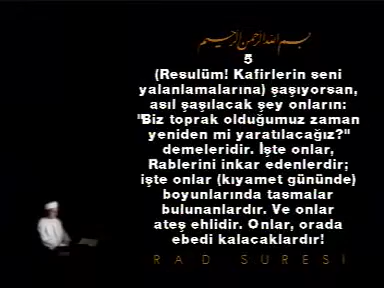 بسم الله الرحمن الرحيم
5
(Resulüm! Kafirlerin seni
yalanlamalarına) şaşıyorsan,
asıl şaşılacak şey onların:
"Biz toprak olduğumuz zaman
yeniden mi yaratılacağız?"
demeleridir. İşte onlar,
Rablerini inkar edenlerdir;
işte onlar (kıyamet gününde)
boyunlarında tasmalar
bulunanlardır. Ve onlar
ateş ehlidir. Onlar, orada
ebedi kalacaklardır!
RAD SURESİ